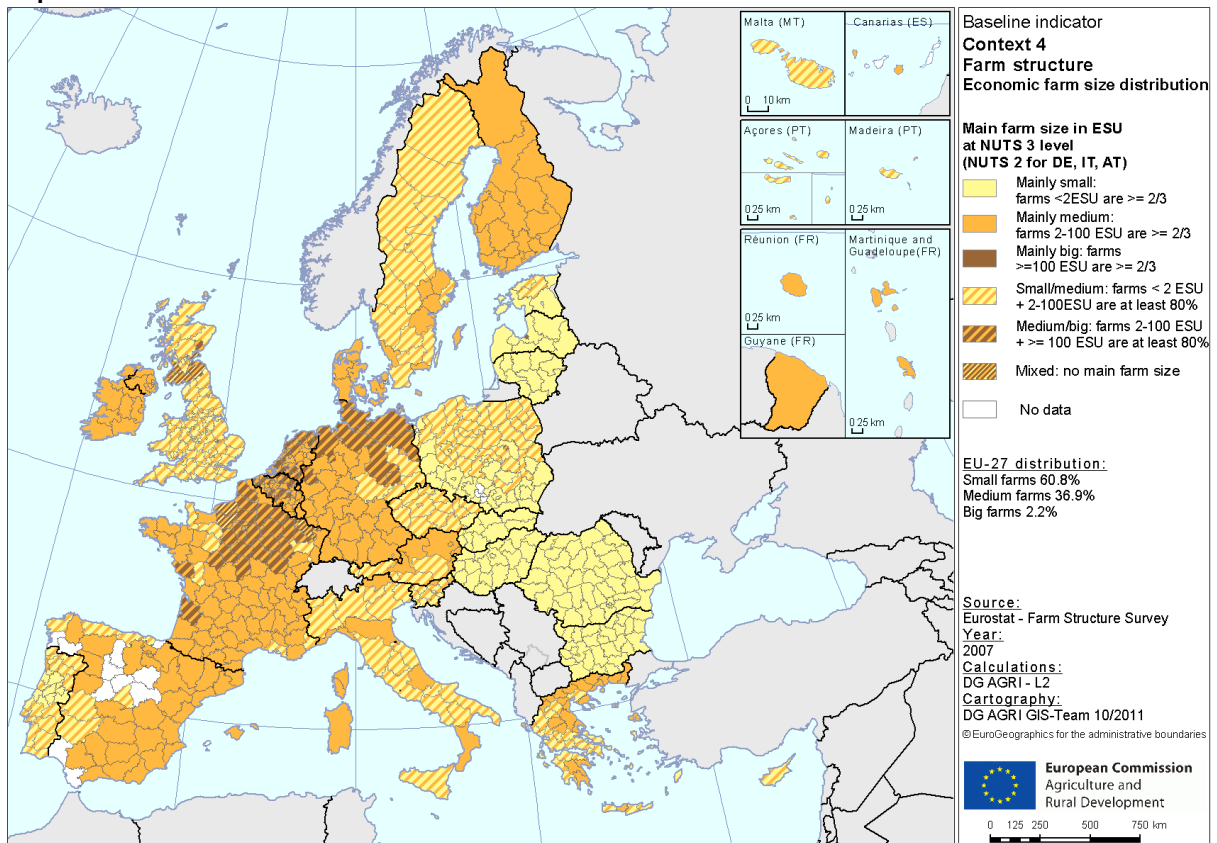 Malta (MT)
Canarias (ES)
0 10 km
Açores (PT)
Madeira (PT)
0 25 km
0 25 km
Réunion (FR)
Martinique and
Guadeloupe(FR)
0 25 km
Guyane (FR)
0 25 km
Baseline indicator
Context 4
Farm structure
Economic farm size distribution
Main farm size in ESU
at NUTS 3 level
(NUTS 2 for DE, IT, AT)
Mainly small:
farms <2ESU are >= 2/3
Mainly medium:
farms 2-100 ESU are >= 2/3
Mainly big: farms
>=100 ESU are >= 2/3
Small/medium: farms < 2 ESU
+ 2-100ESU are at least 80%
Medium/big: farms 2-100 ESU
+ >= 100 ESU are at least 80%
Mixed: no main farm size
No data
EU-27 distribution:
Small farms 60.8%
Medium farms 36.9%
Big farms 2.2%
Source:
Eurostat - Farm Structure Survey
Year:
2007
Calculations:
DG AGRI - L2
Cartography:
DG AGRI GIS-Team 10/2011
© EuroGeographics for the administrative boundaries
European Commission
Agriculture and
Rural Development
0 125 250 500 750 km